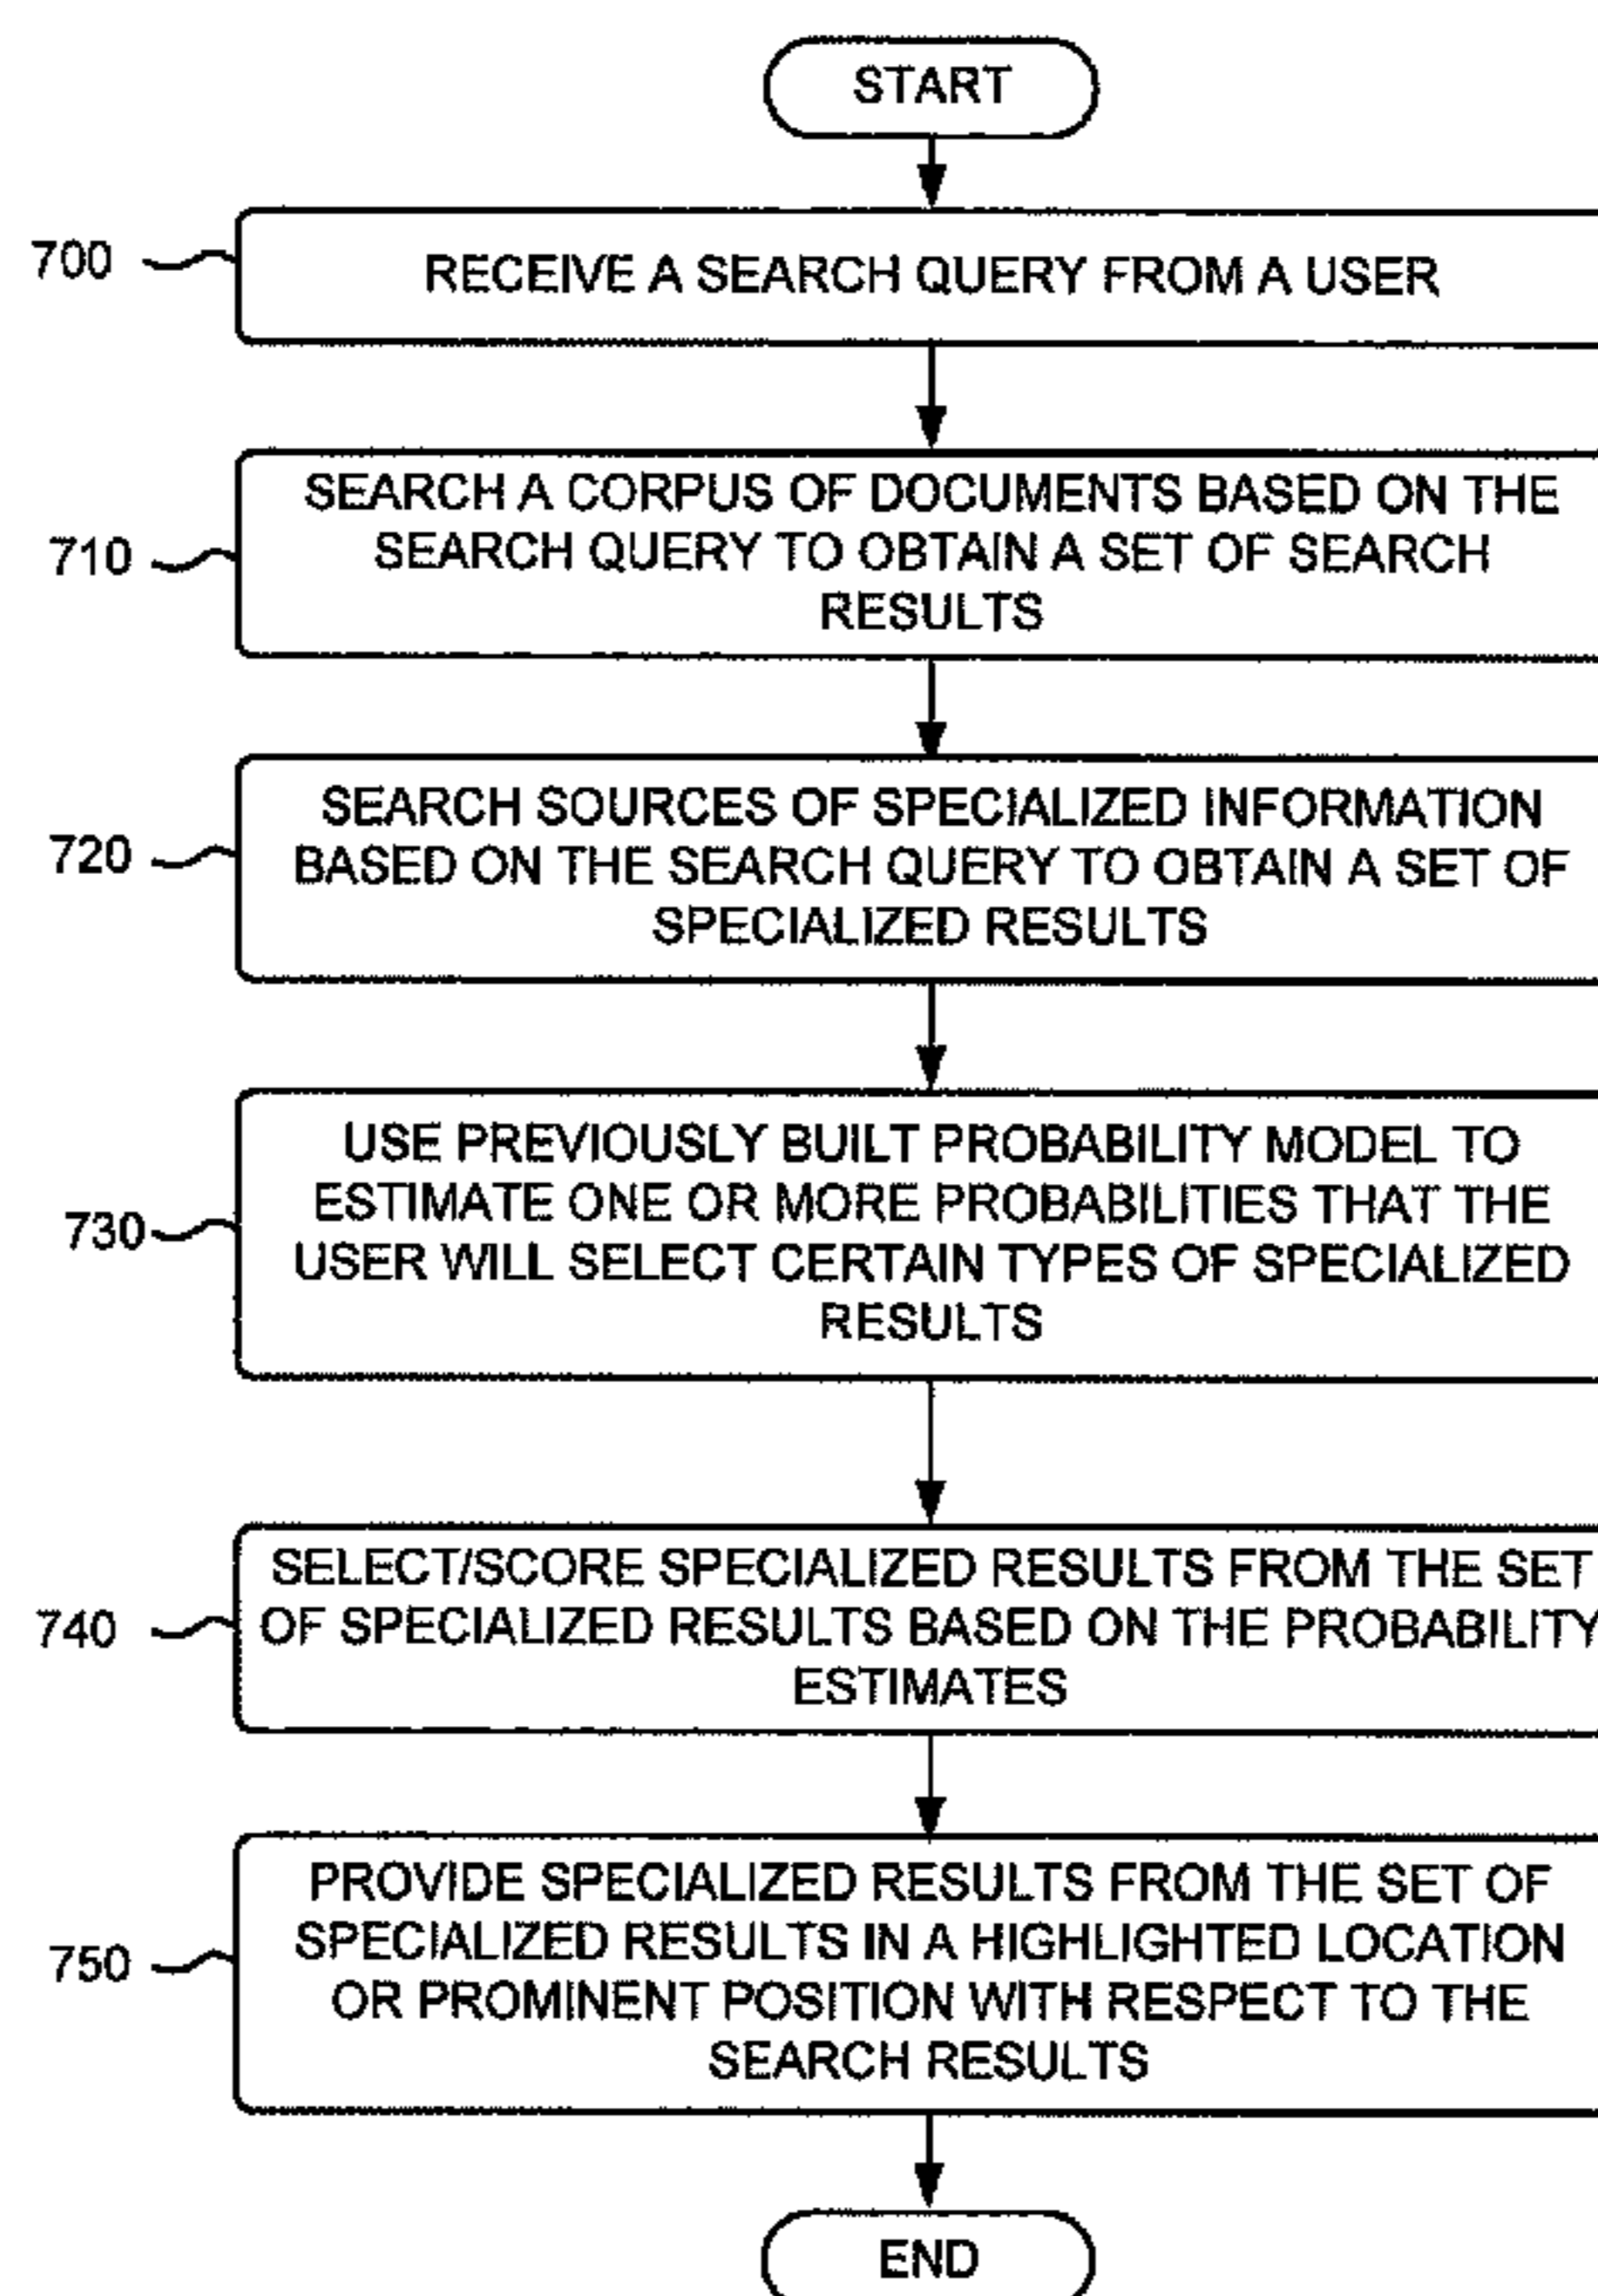 START
700
RECEIVE A SEARCH QUERY FROM A USER
710
SEARCH A CORPUS OF DOCUMENTS BASED ON THE
SEARCH QUERY TO OBTAIN A SET OF SEARCH
RESULTS
720
SEARCH SOURCES OF SPECIALIZED INFORMATION
BASED ON THE SEARCH QUERY TO OBTAIN A SET OF
SPECIALIZED RESULTS
730
USE PREVIOUSLY BUILT PROBABILITY MODEL TO
ESTIMATE ONE OR MORE PROBABILITIES THAT THE
USER WILL SELECT CERTAIN TYPES OF SPECIALIZED
RESULTS
740
SELECT/SCORE SPECIALIZED RESULTS FROM THE SET
OF SPECIALIZED RESULTS BASED ON THE PROBABILITY
ESTIMATES
750
PROVIDE SPECIALIZED RESULTS FROM THE SET OF
SPECIALIZED RESULTS IN A HIGHLIGHTED LOCATION
OR PROMINENT POSITION WITH RESPECT TO THE
SEARCH RESULTS
END